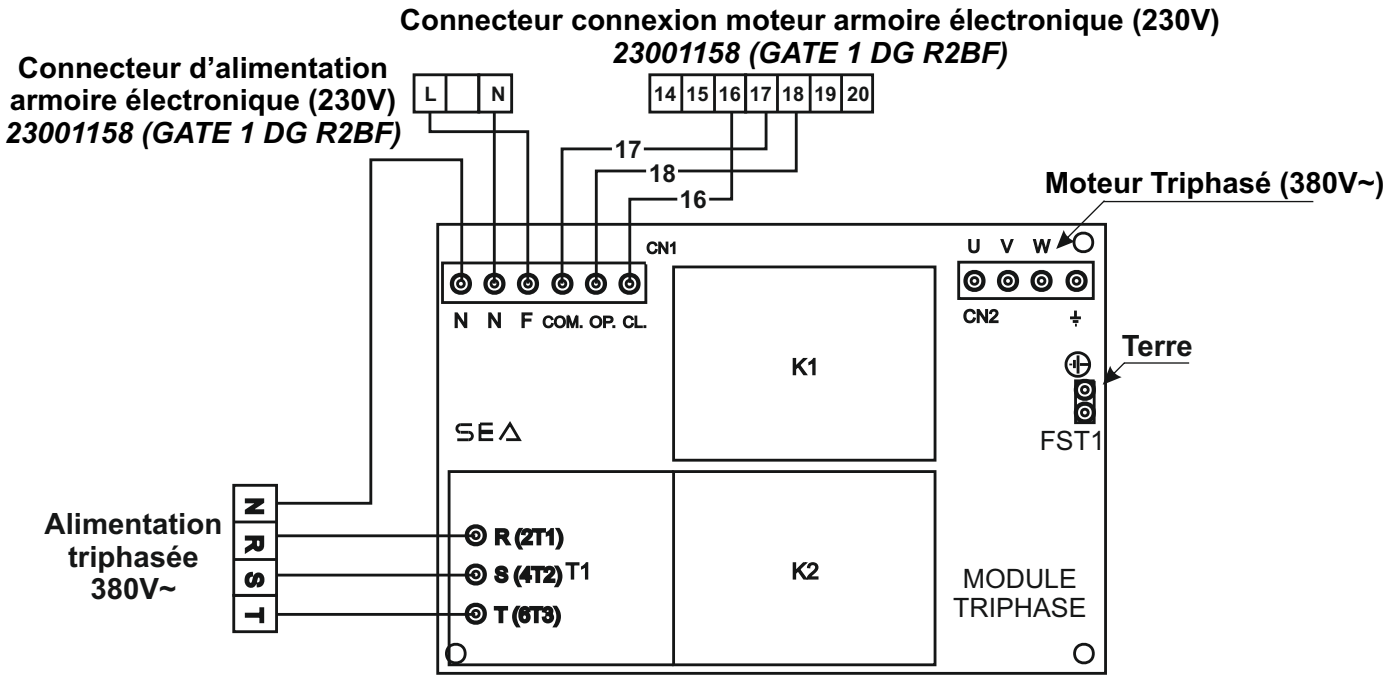 Connecteur connexion moteur armoire électronique (230V)
23001158 (GATE 1 DG R2BF)
Connecteur d’alimentation
armoire électronique (230V)
23001158 (GATE 1 DG R2BF)
L N
14 15 16 17 18 19 20
17
18
16
Moteur Triphasé (380V~)
CN1
U V W
N N F COM. OP. CL.
CN2
Terre
K1
SEA
FST1
Alimentation
triphasée
380V~
N
R
S
T
R (2T1)
S (4T2) T1
T (6T3)
K2
MODULE
TRIPHASE